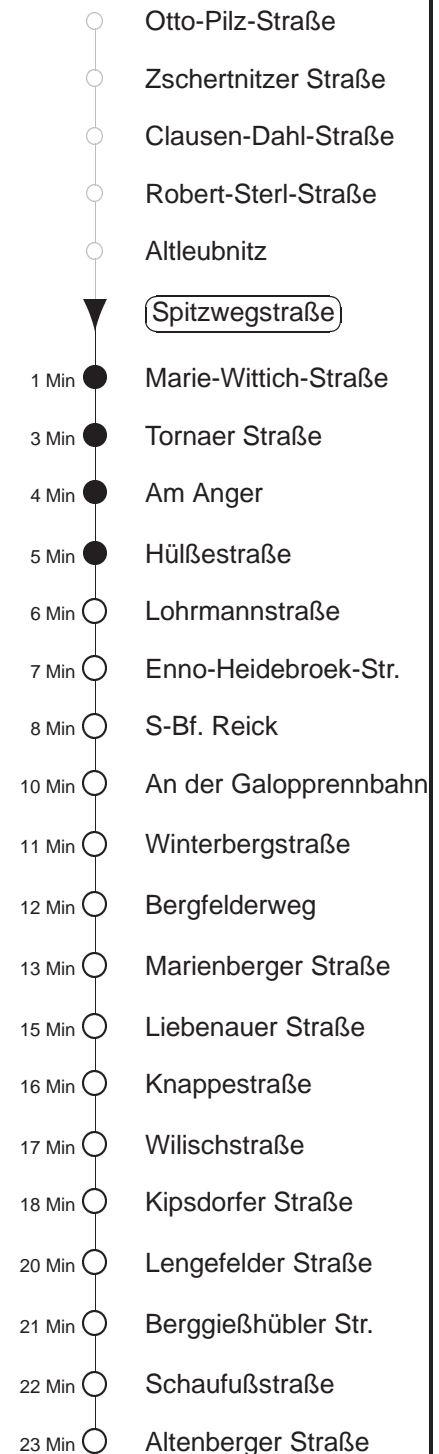 Otto-Pilz-Straße
Zschertnitzer Straße
Clausen-Dahl-Straße
Robert-Sterl-Straße
Altleubnitz
Spitzwegstraße
1 Min Marie-Wittich-Straße
3 Min Tornaer Straße
4 Min Am Anger
5 Min Hülßestraße
6 Min Lohrmannstraße
7 Min Enno-Heidebroek-Str.
8 Min S-Bf. Reick
10 Min An der Galopprennbahn
11 Min Winterbergstraße
12 Min Bergfelderweg
13 Min Marienberger Straße
15 Min Liebenauer Straße
16 Min Knappestraße
17 Min Wilischstraße
18 Min Kipsdorfer Straße
20 Min Lengefelder Straße
21 Min Berggießhübler Str.
22 Min Schaufußstraße
23 Min Altenberger Straße